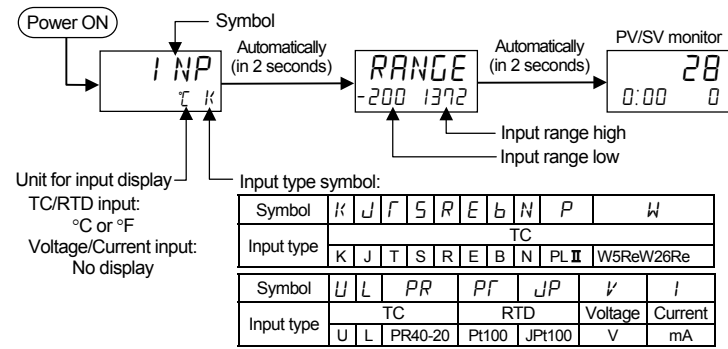 Power ON
Symbol
Automatically
(in 2 seconds)
Automatically
(in 2 seconds)
PV/SV monitor
INP
°C K
RANGE
-200 1372
28
0:00 0
Input range high
Input range low
Unit for input display
TC/RTD input:
°C or °F
Voltage/Current input:
No display
Input type symbol:
Symbol K J T S R E b N P W
Input type TC
K J T S R E B N PLⅡ W5ReW26Re
Symbol U L PR PT JP V I
Input type TC RTD Voltage Current
U L PR40-20 Pt100 JPt100 V mA